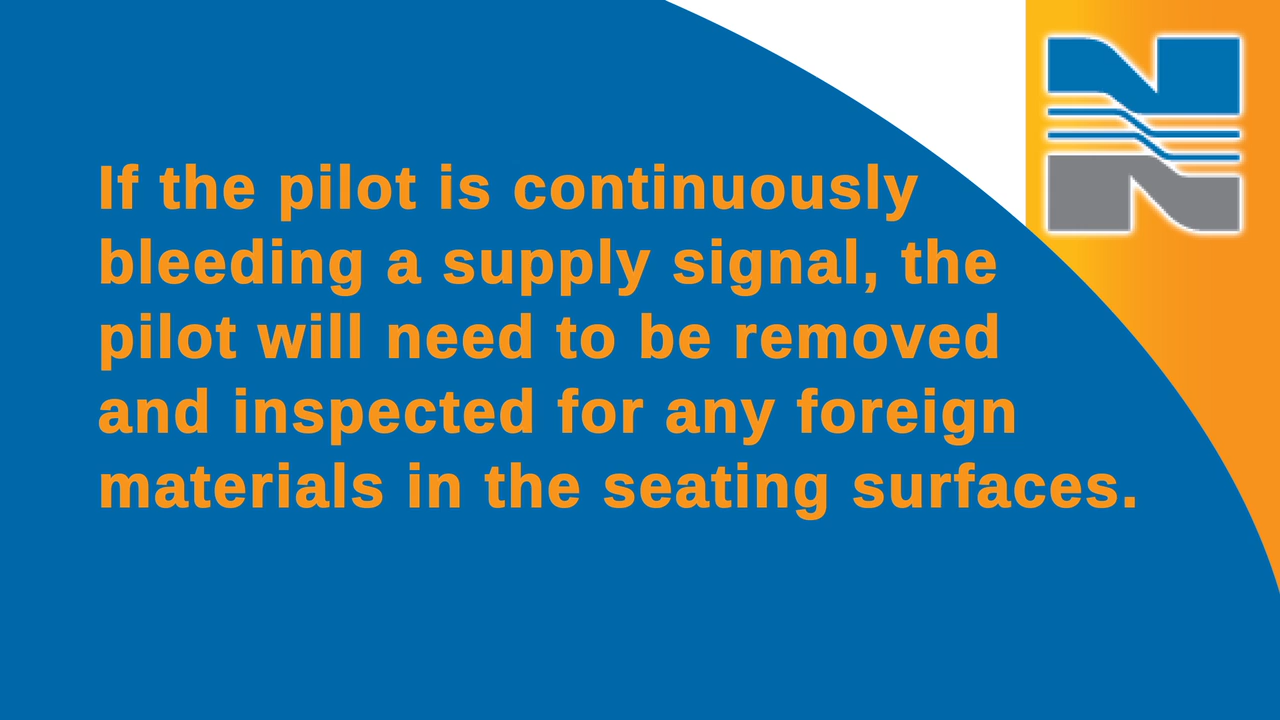 If the pilot is continuously
bleeding a supply signal, the
pilot will need to be removed
and inspected for any foreign
materials in the seating surfaces.